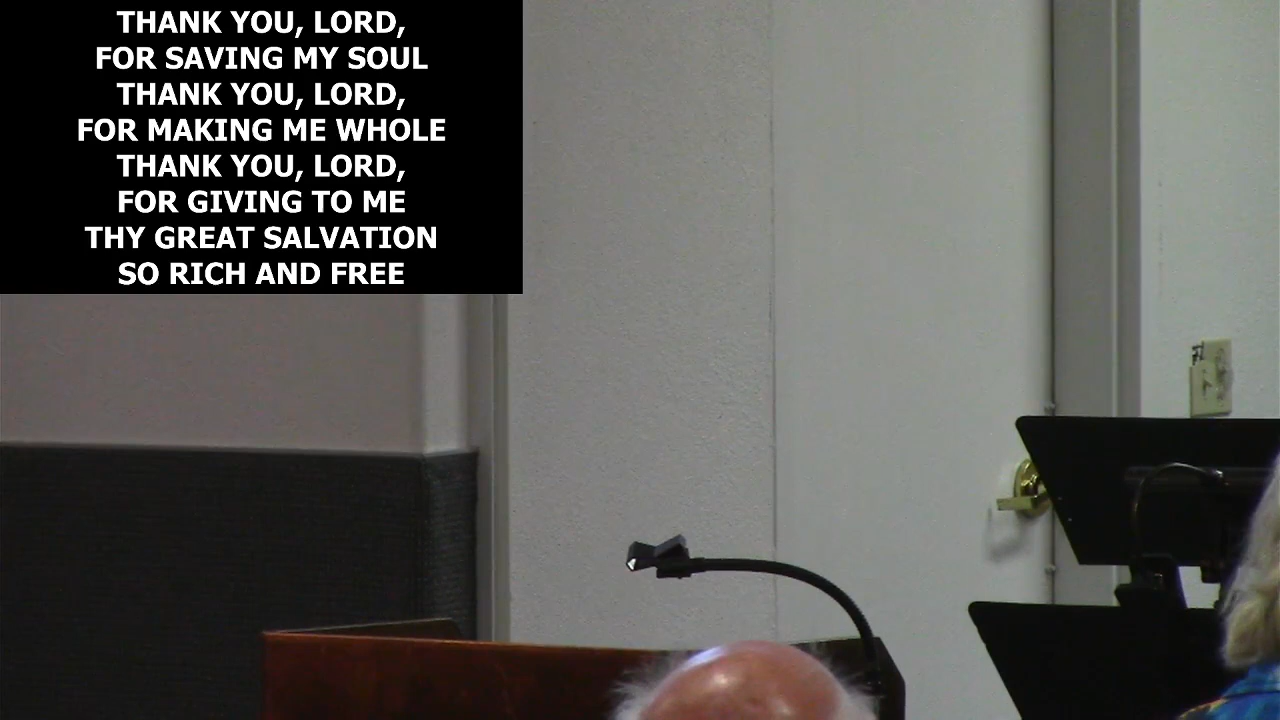 THANK YOU, LORD,
FOR SAVING MY SOUL
THANK YOU, LORD,
FOR MAKING ME WHOLE
THANK YOU, LORD,
FOR GIVING TO ME
THY GREAT SALVATION
SO RICH AND FREE